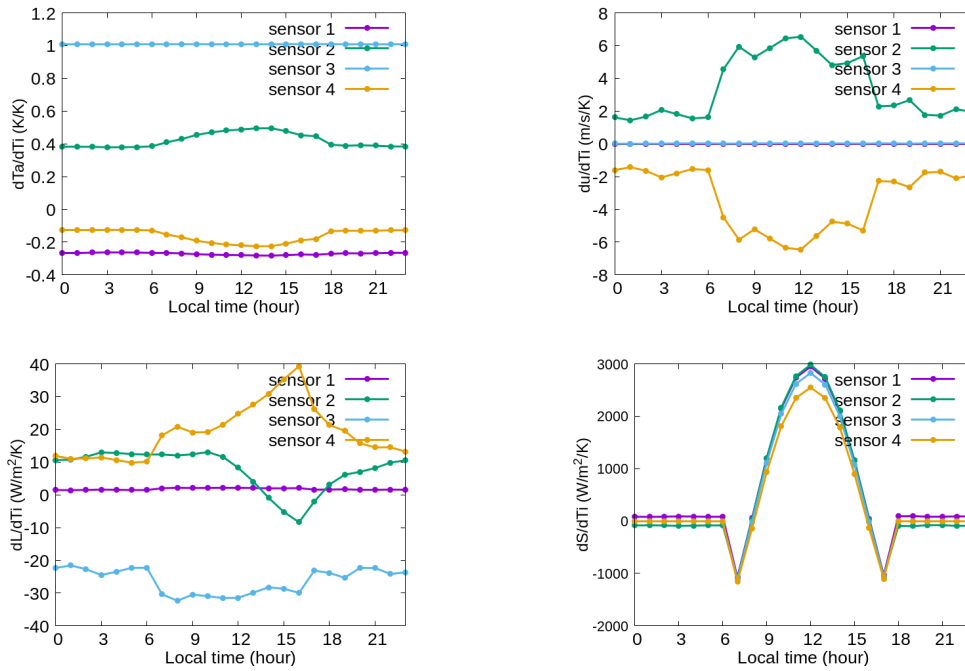 dTa/dTi (K/K)
1.2
1
0.8
0.6
0.4
0.2
0
-0.2
-0.4
sensor 1
sensor 2
sensor 3
sensor 4
0 3 6 9 12 15 18 21
Local time (hour)
du/dTi (m/s/K)
8
6
4
2
0
-2
-4
-6
-8
sensor 1
sensor 2
sensor 3
sensor 4
0 3 6 9 12 15 18 21
Local time (hour)
dL/dTi (W/m²/K)
40
30
20
10
0
-10
-20
-30
-40
sensor 1
sensor 2
sensor 3
sensor 4
0 3 6 9 12 15 18 21
Local time (hour)
dS/dTi (W/m²/K)
3000
2000
1000
0
-1000
-2000
sensor 1
sensor 2
sensor 3
sensor 4
0 3 6 9 12 15 18 21
Local time (hour)